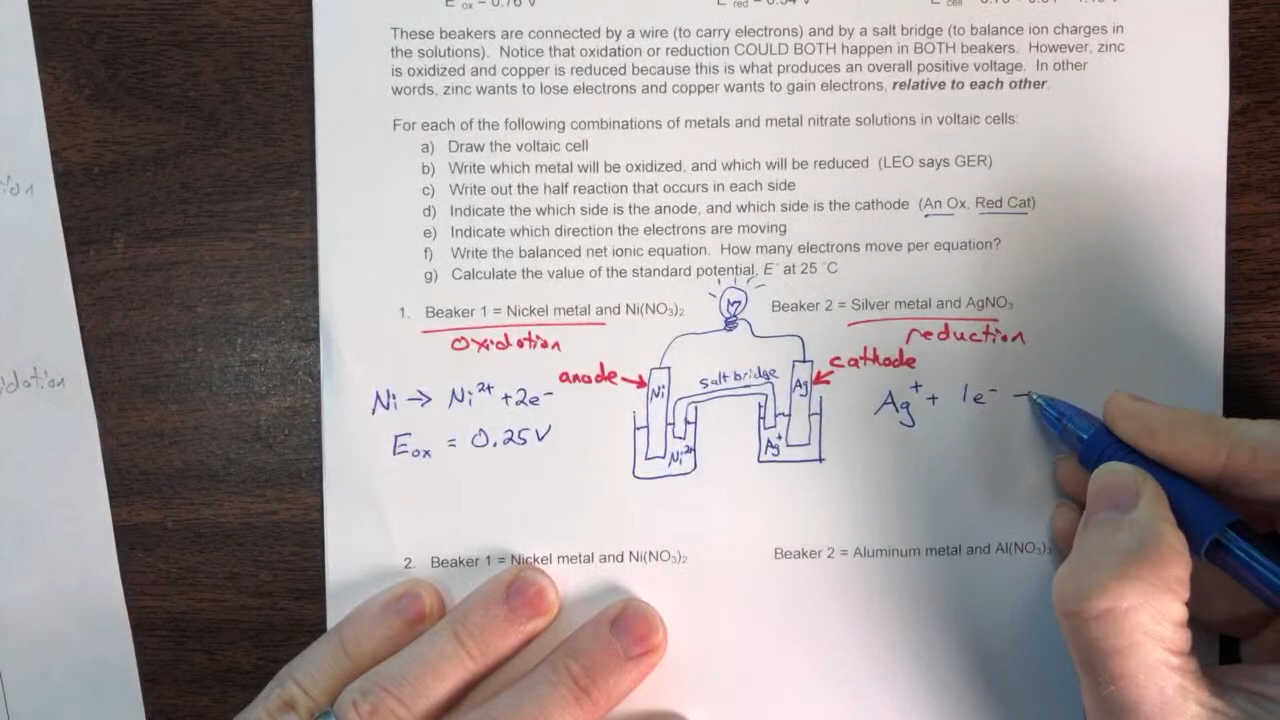 E ox = 0.76 V
These beakers are connected by a wire (to carry electrons) and by a salt bridge (to balance ion charges in
the solutions). Notice that oxidation or reduction COULD BOTH happen in BOTH beakers. However, zinc
is oxidized and copper is reduced because this is what produces an overall positive voltage. In other
words, zinc wants to lose electrons and copper wants to gain electrons, relative to each other.
For each of the following combinations of metals and metal nitrate solutions in voltaic cells:
a) Draw the voltaic cell
b) Write which metal will be oxidized, and which will be reduced (LEO says GER)
c) Write out the half reaction that occurs in each side
d) Indicate the which side is the anode, and which side is the cathode (An Ox, Red Cat)
e) Indicate which direction the electrons are moving
f) Write the balanced net ionic equation. How many electrons move per equation?
g) Calculate the value of the standard potential, E° at 25 °C
1. Beaker 1 = Nickel metal and Ni(NO₃)₂ Beaker 2 = Silver metal and AgNO₃
oxidation reduction
anode → Ni salt bridge Ag cathode
Ni → Ni²⁺ + 2e⁻ Ag⁺ + 1e⁻ →
Eox = 0.25V Ni²⁺ Ag⁺
2. Beaker 1 = Nickel metal and Ni(NO₃)₂ Beaker 2 = Aluminum metal and Al(NO₃)₃